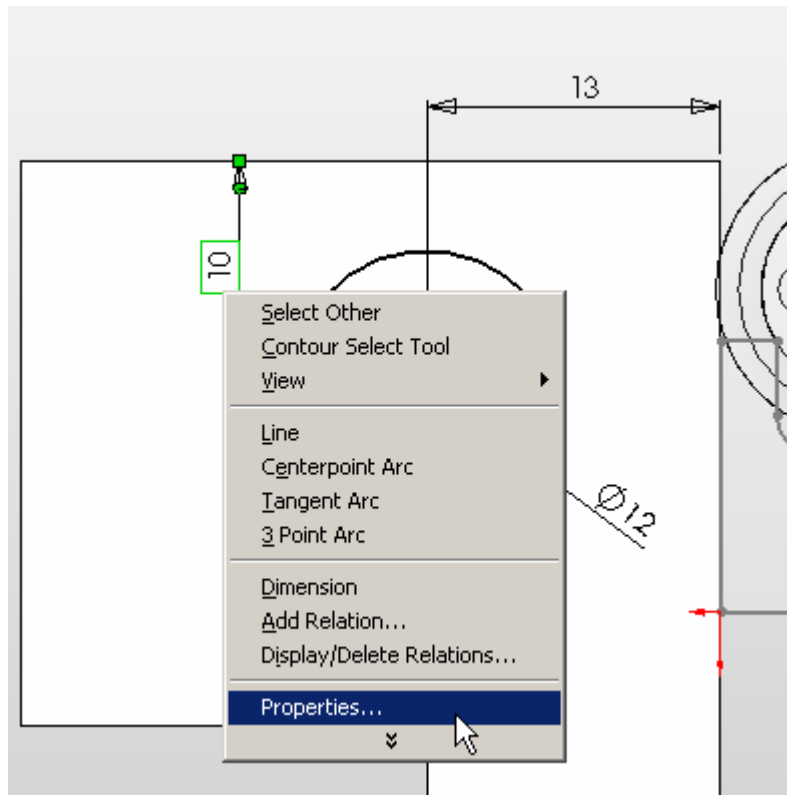 13
10
Select Other
Contour Select Tool
View
Line
Centerpoint Arc
Tangent Arc
3 Point Arc
Ø12
Dimension
Add Relation...
Display/Delete Relations...
Properties...